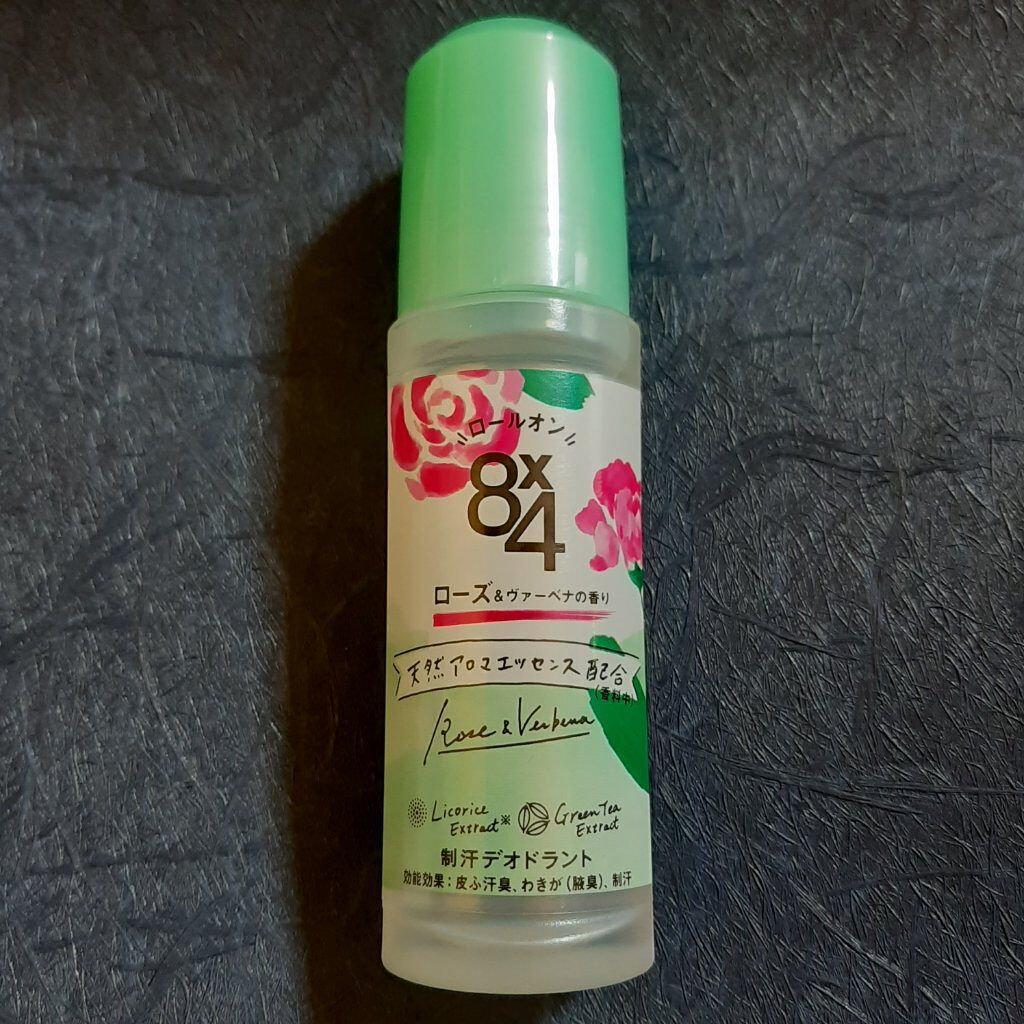 ロールオン
8x4
ローズ&ヴァーベナの香り
天然アロマエッセンス配合
(香料中)
Rose & Verbena
Licorice Extract※
Green Tea Extract
制汗デオドラント
効能効果：皮ふ汗臭、わきが(腋臭)、制汗